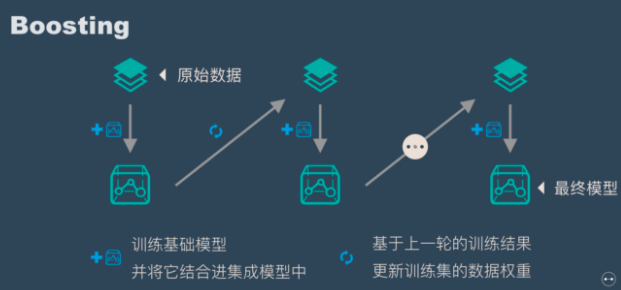 Boosting
原始数据
最终模型
训练基础模型
并将它结合进集成模型中
基于上一轮的训练结果
更新训练集的数据权重